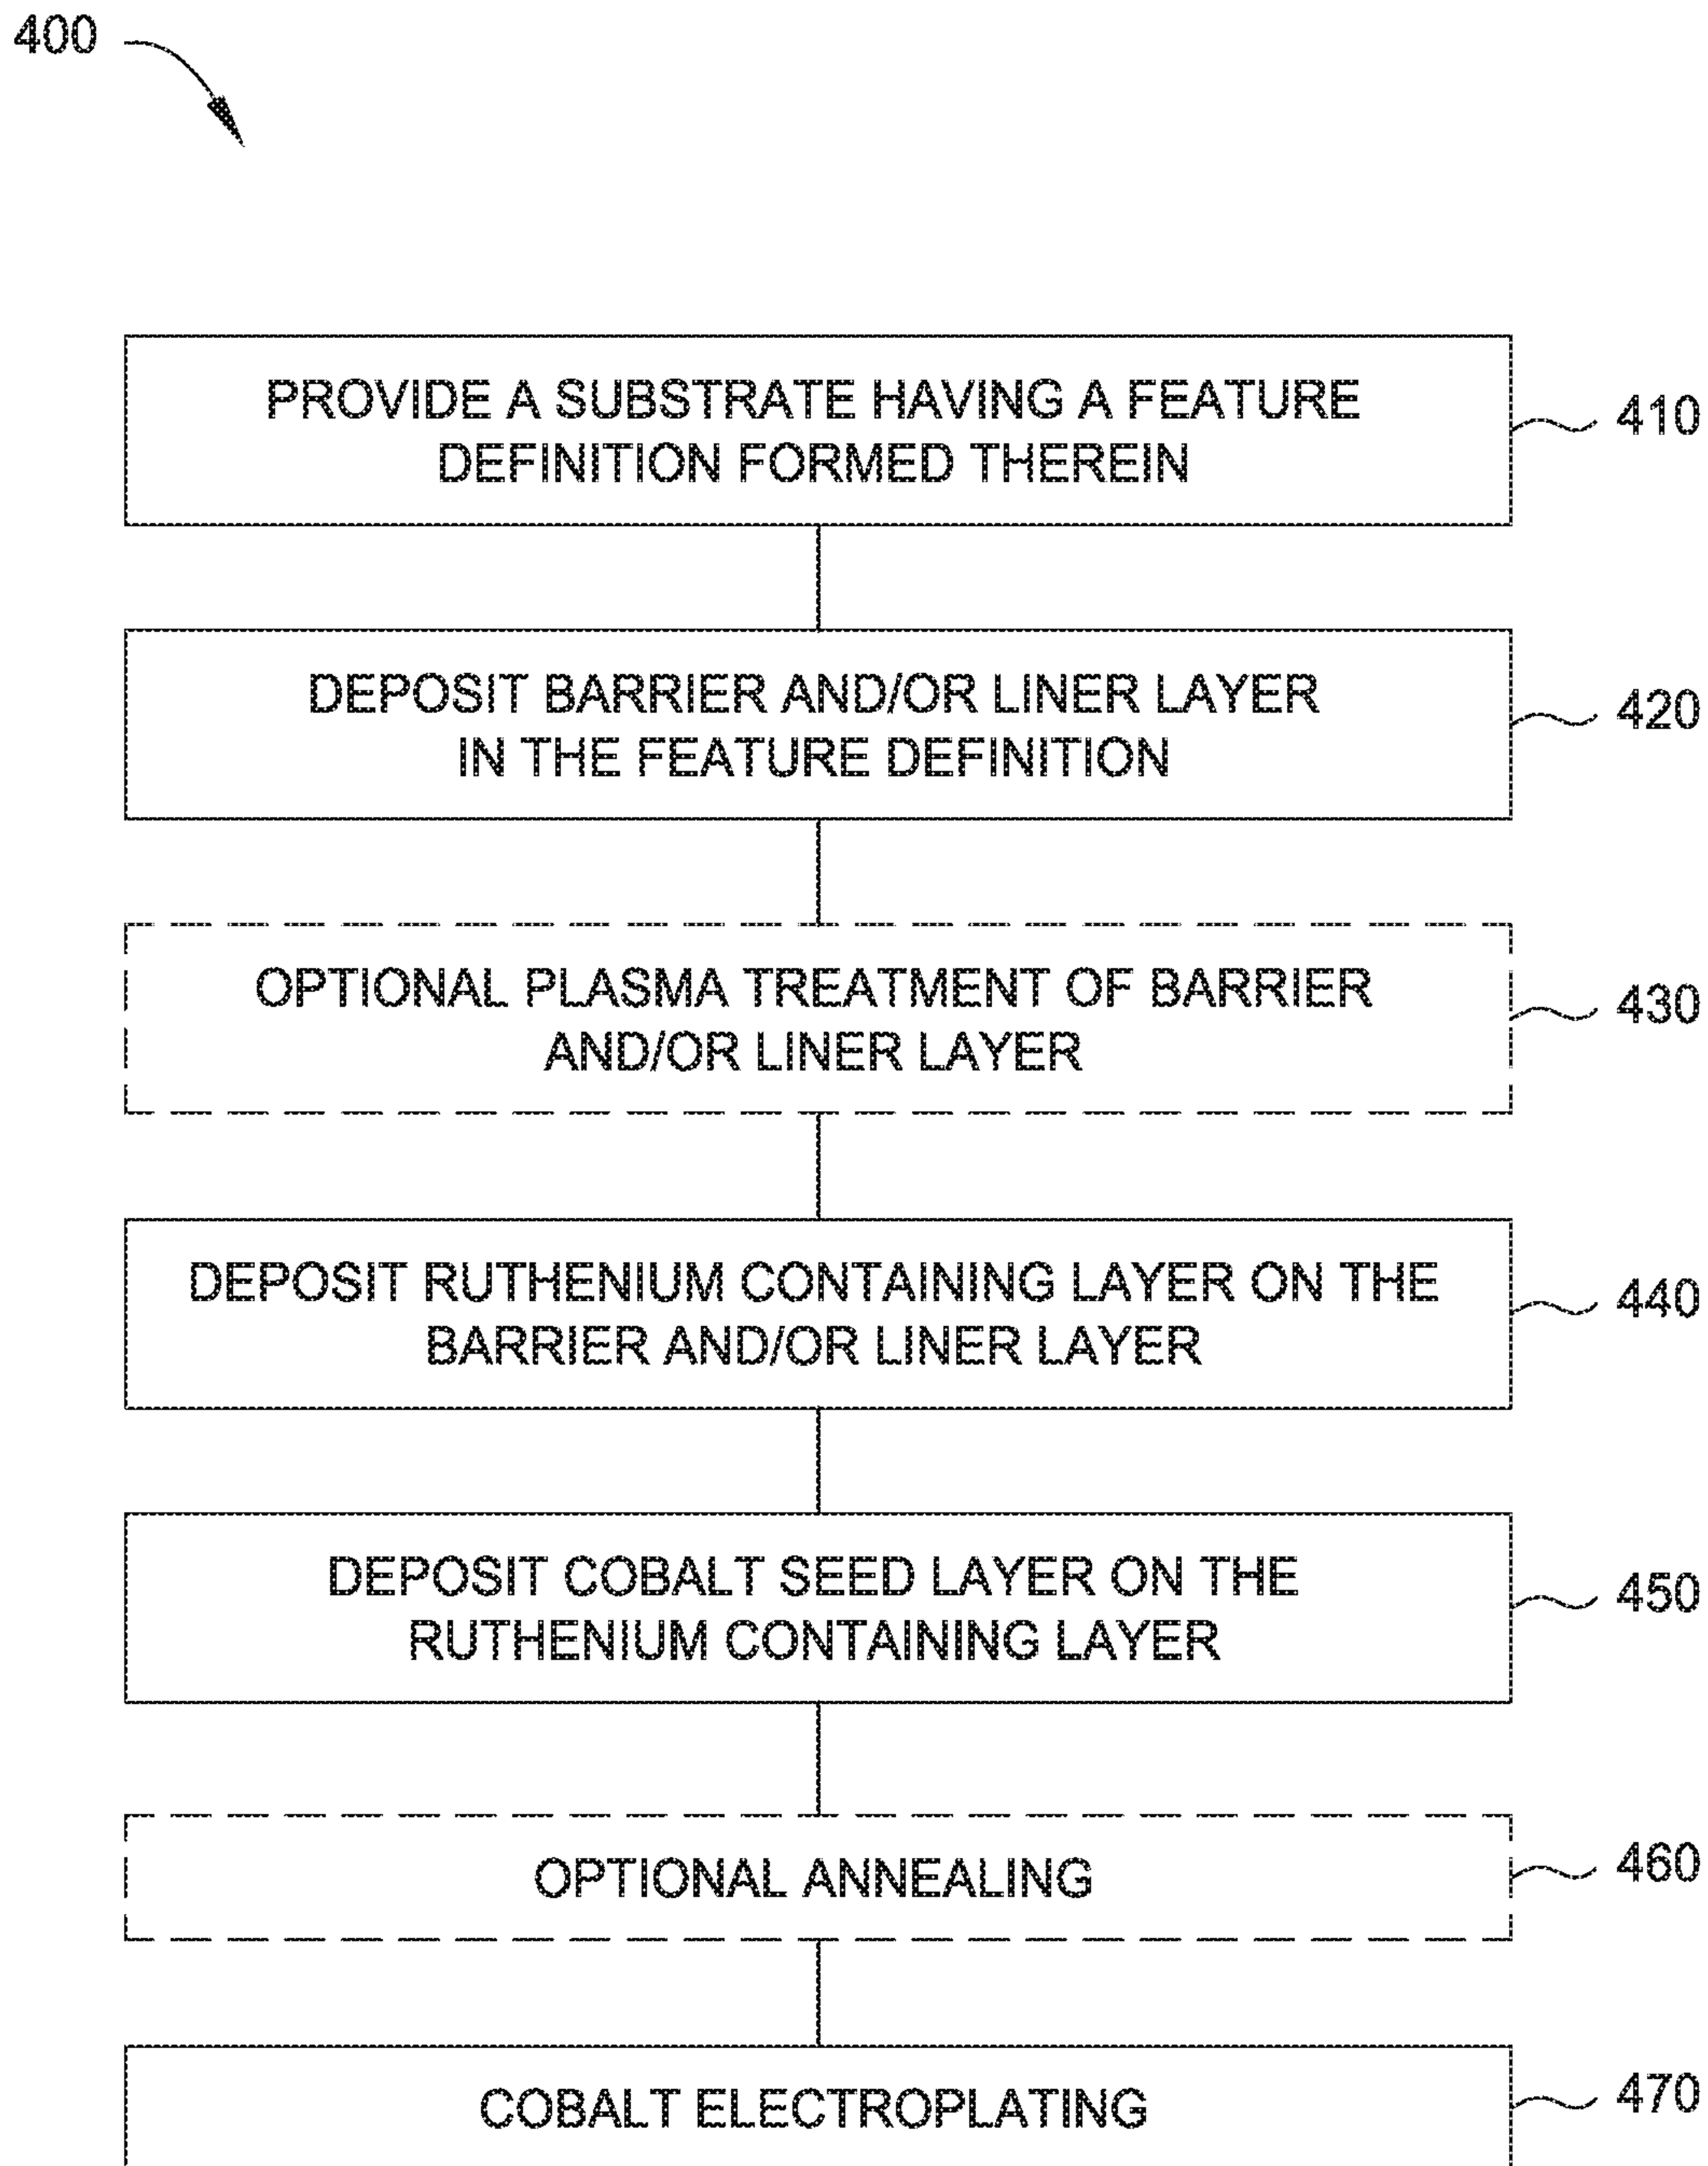 400
PROVIDE A SUBSTRATE HAVING A FEATURE
DEFINITION FORMED THEREIN
410
DEPOSIT BARRIER AND/OR LINER LAYER
IN THE FEATURE DEFINITION
420
OPTIONAL PLASMA TREATMENT OF BARRIER
AND/OR LINER LAYER
430
DEPOSIT RUTHENIUM CONTAINING LAYER ON THE
BARRIER AND/OR LINER LAYER
440
DEPOSIT COBALT SEED LAYER ON THE
RUTHENIUM CONTAINING LAYER
450
OPTIONAL ANNEALING
460
COBALT ELECTROPLATING
470